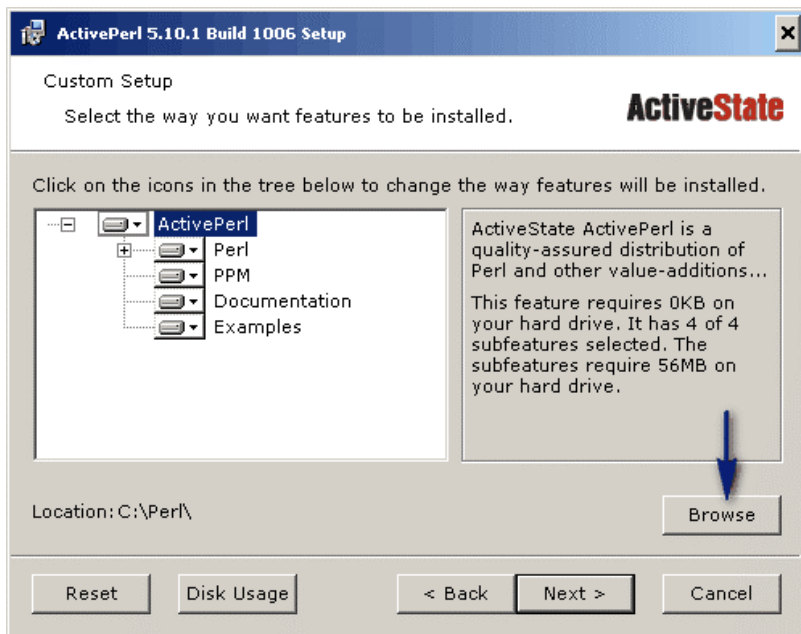 ActivePerl 5.10.1 Build 1006 Setup
Custom Setup
Select the way you want features to be installed.
ActiveState
Click on the icons in the tree below to change the way features will be installed.
ActivePerl
Perl
PPM
Documentation
Examples
ActiveState ActivePerl is a
quality-assured distribution of
Perl and other value-additions...
This feature requires 0KB on
your hard drive. It has 4 of 4
subfeatures selected. The
subfeatures require 56MB on
your hard drive.
Location: C:\Perl\
Browse
Reset
Disk Usage
< Back
Next >
Cancel